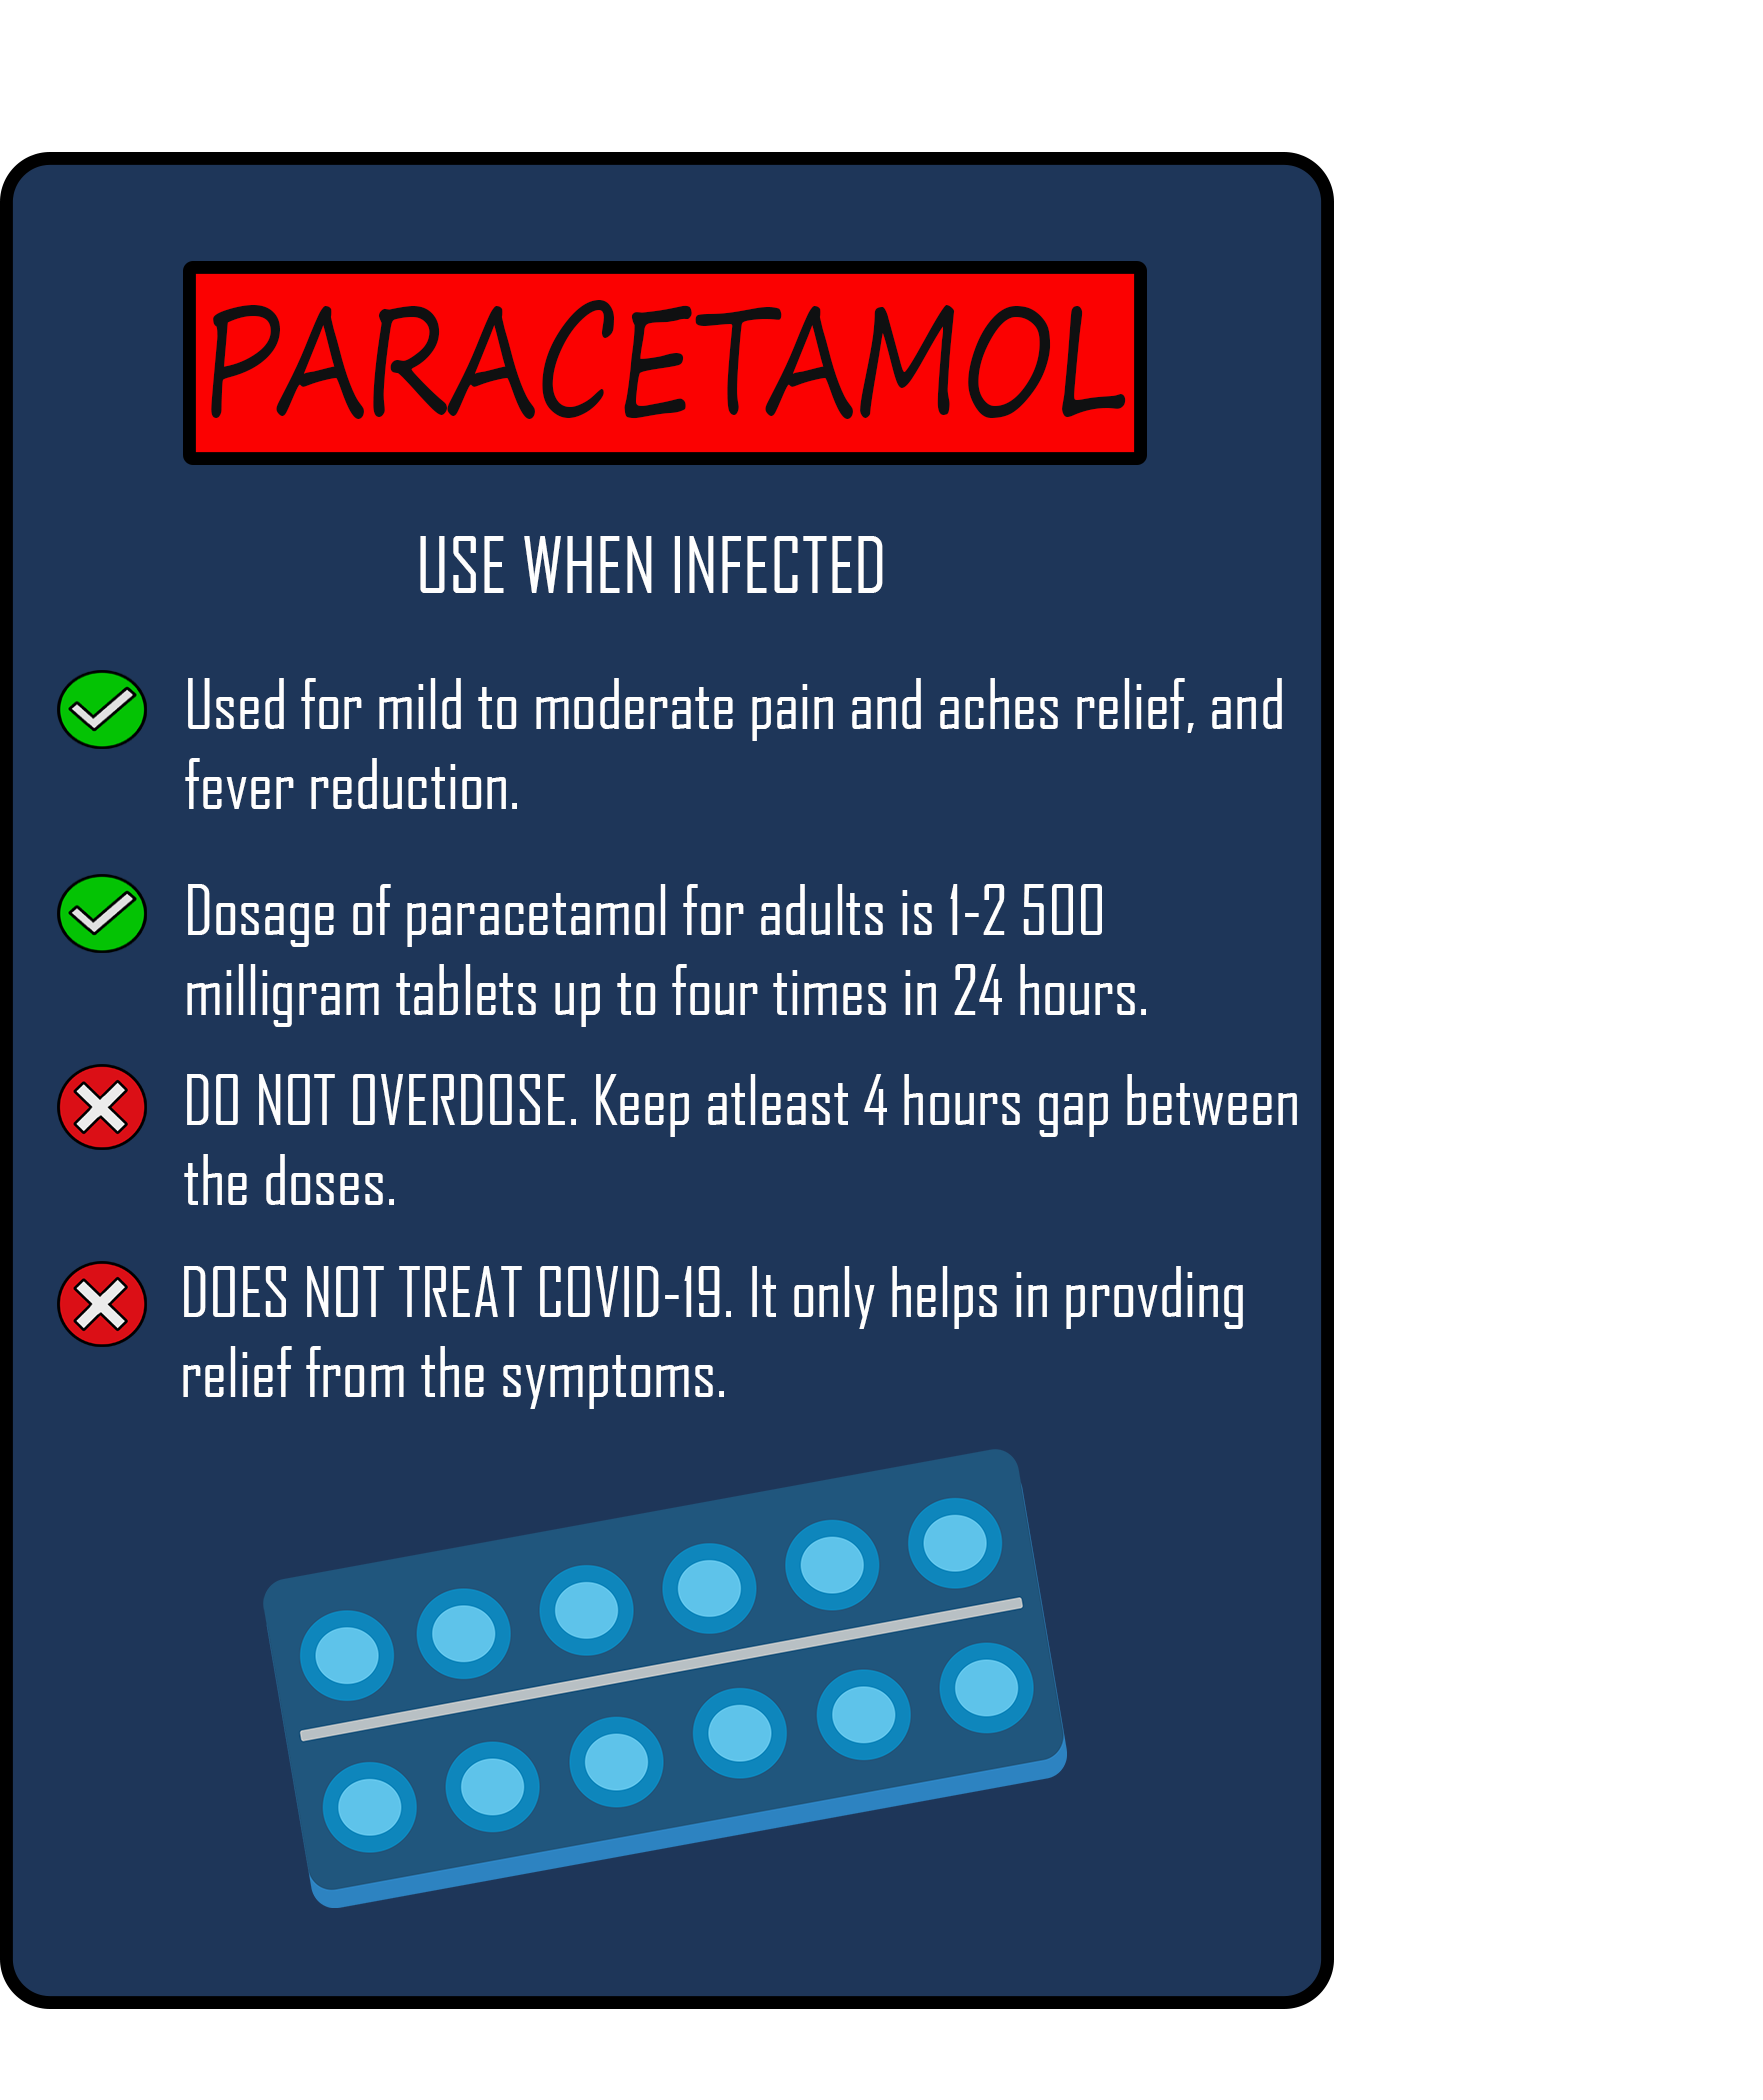 PARACETAMOL
USE WHEN INFECTED
Used for mild to moderate pain and aches relief, and
fever reduction.
Dosage of paracetamol for adults is 1-2 500
milligram tablets up to four times in 24 hours.
DO NOT OVERDOSE. Keep atleast 4 hours gap between
the doses.
DOES NOT TREAT COVID-19. It only helps in provding
relief from the symptoms.